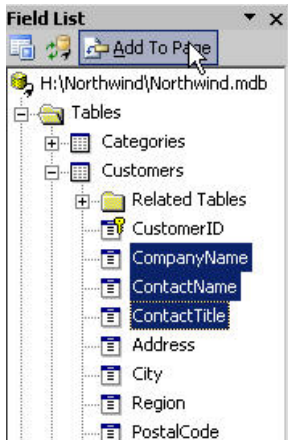 Field List
Add To Page
H:\Northwind\Northwind.mdb
Tables
Categories
Customers
Related Tables
CustomerID
CompanyName
ContactName
ContactTitle
Address
City
Region
PostalCode